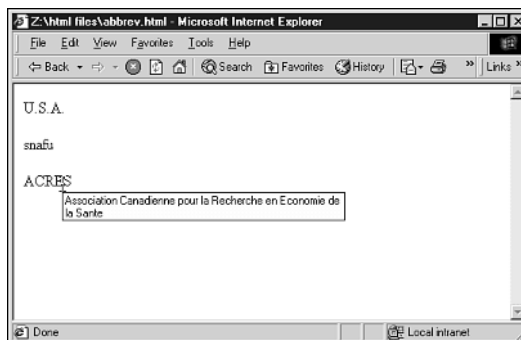 Z:\html files\abbrev.html - Microsoft Internet Explorer
File Edit View Favorites Tools Help
Back Search Favorites History » Links »
U.S.A.
snafu
ACRES
Association Canadienne pour la Recherche en Economie de
la Sante
Done Local intranet